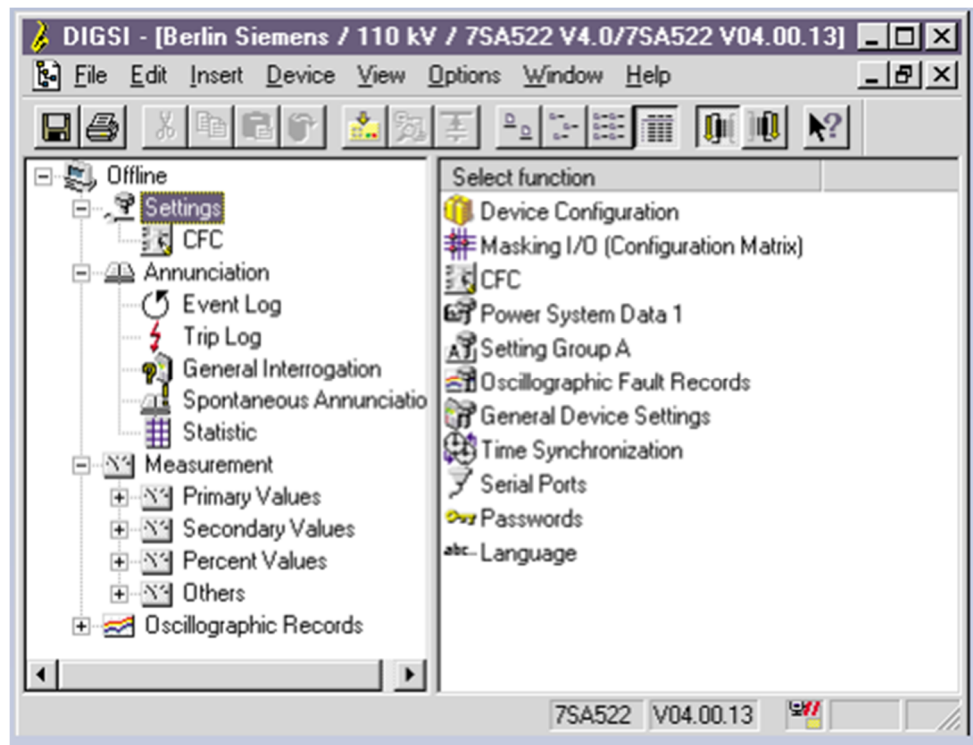 DIGSI - [Berlin Siemens / 110 kV / 7SA522 V4.0/7SA522 V04.00.13]
File Edit Insert Device View Options Window Help
Offline
Settings
CFC
Annunciation
Event Log
Trip Log
General Interrogation
Spontaneous Annunciatio
Statistic
Measurement
Primary Values
Secondary Values
Percent Values
Others
Oscillographic Records
Select function
Device Configuration
Masking I/O (Configuration Matrix)
CFC
Power System Data 1
Setting Group A
Oscillographic Fault Records
General Device Settings
Time Synchronization
Serial Ports
Passwords
abc Language
7SA522 V04.00.13